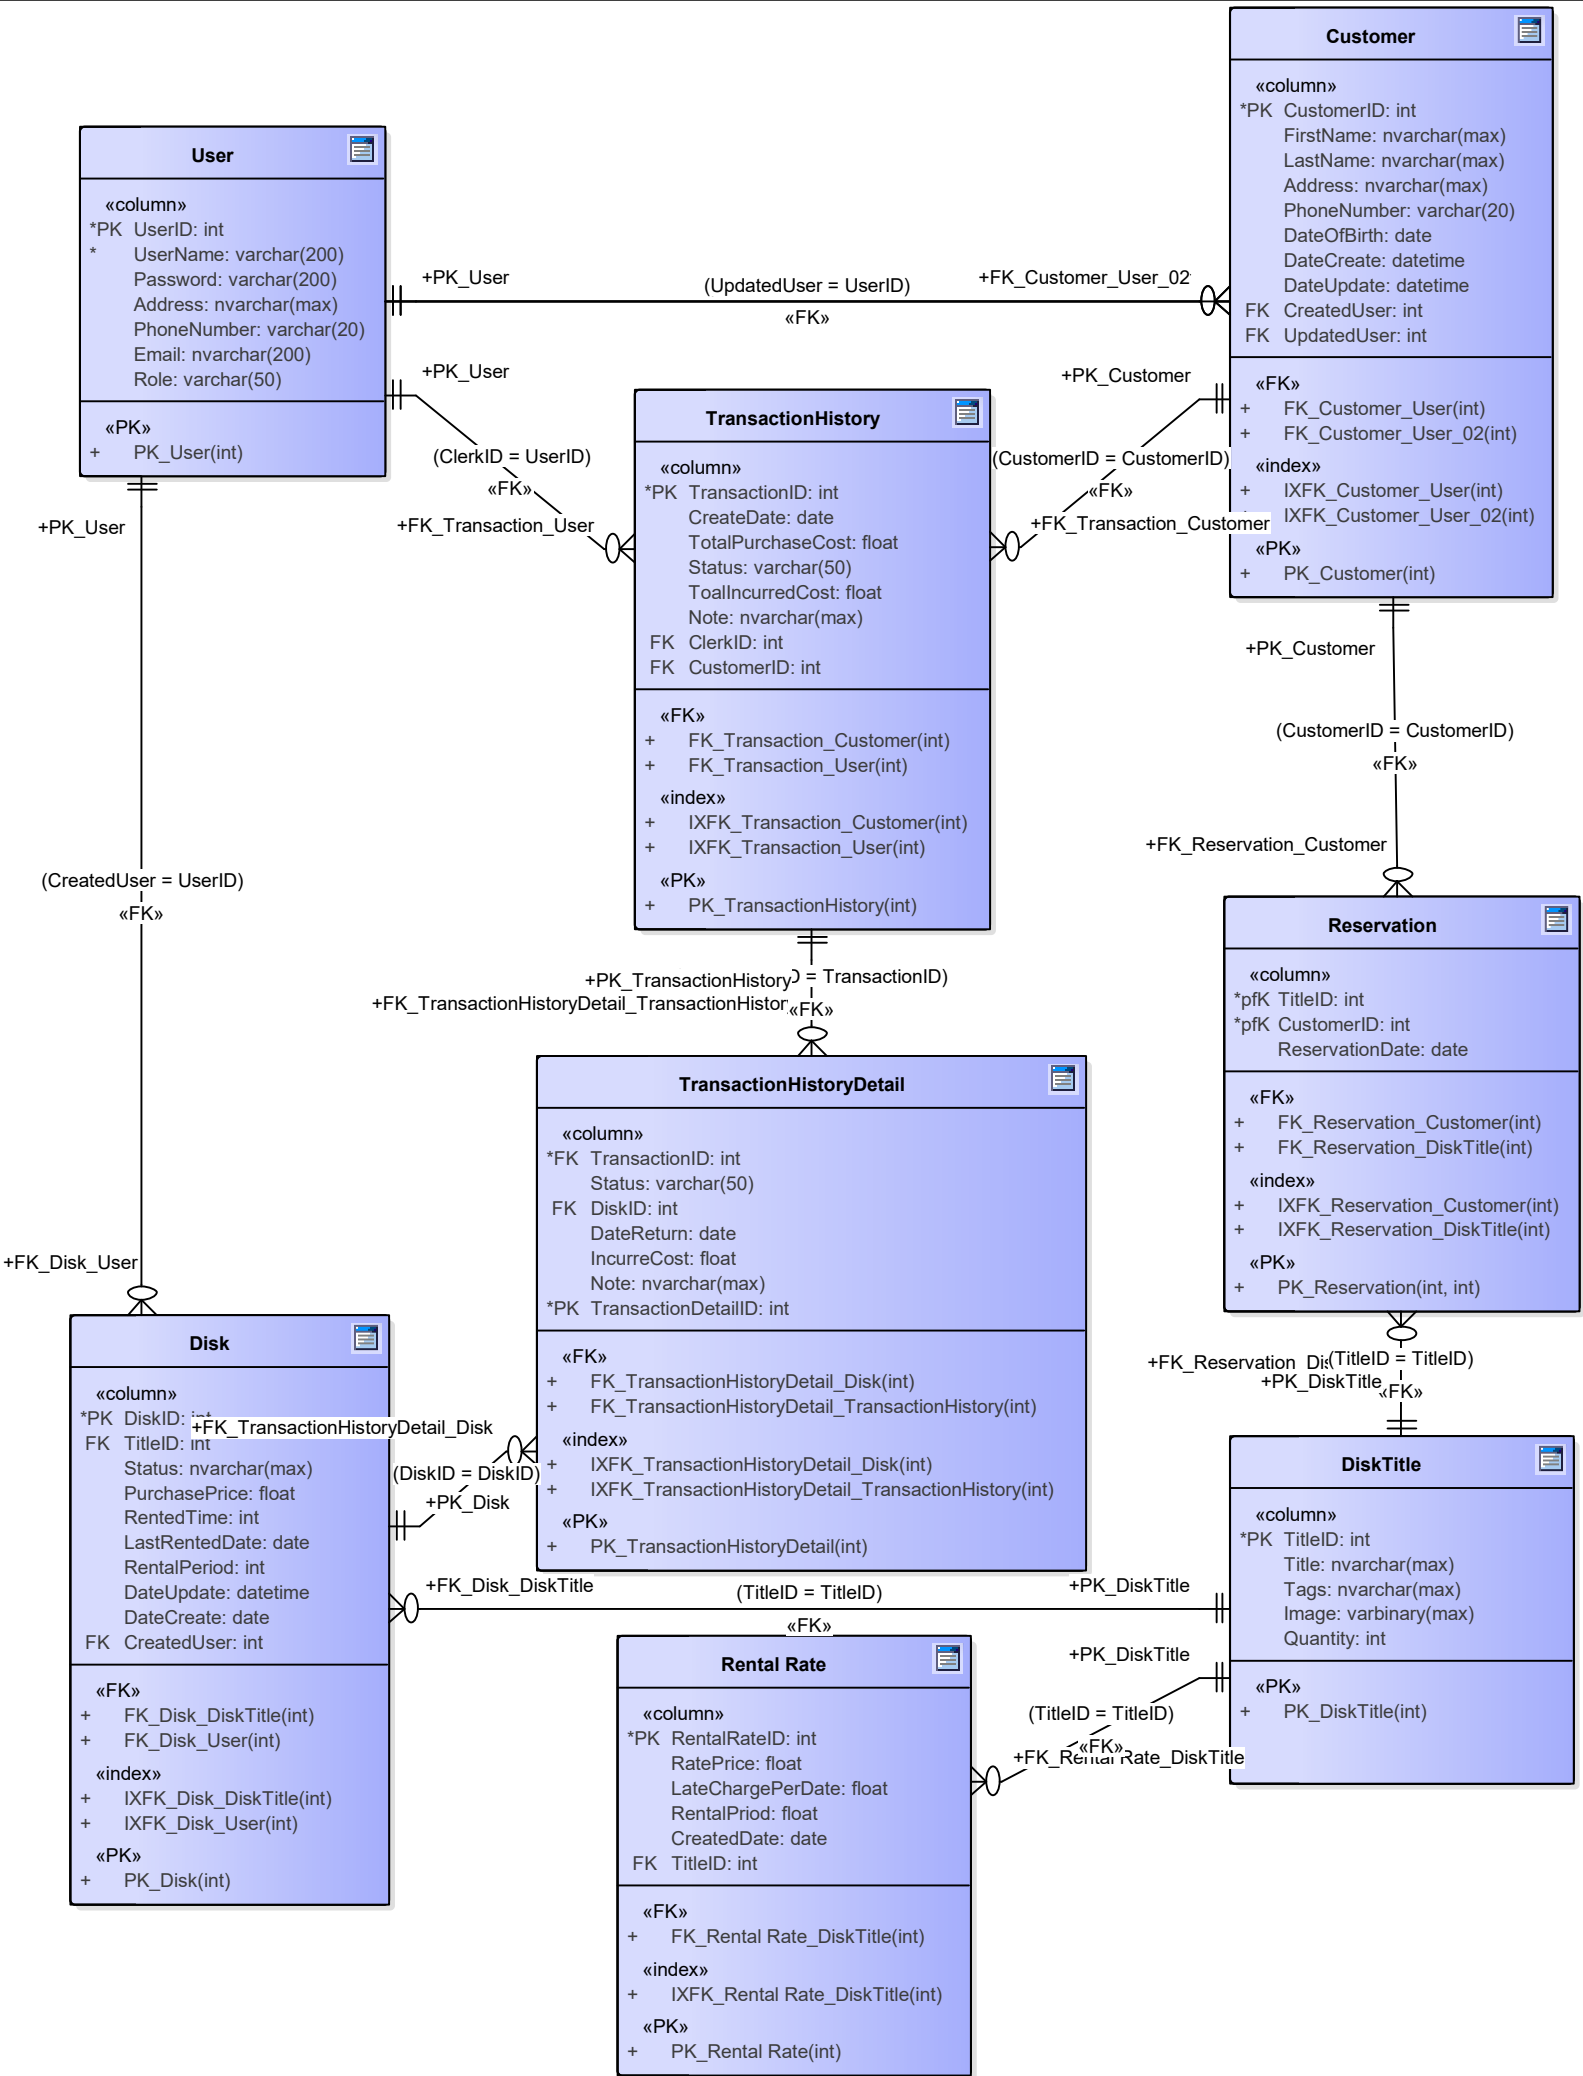 Customer
«column»
*PK CustomerID: int
FirstName: nvarchar(max)
LastName: nvarchar(max)
Address: nvarchar(max)
PhoneNumber: varchar(20)
DateOfBirth: date
DateCreate: datetime
DateUpdate: datetime
FK CreatedUser: int
FK UpdatedUser: int
«FK»
+ FK_Customer_User(int)
+ FK_Customer_User_02(int)
«index»
+ IXFK_Customer_User(int)
IXFK_Customer_User_02(int)
«PK»
+ PK_Customer(int)
User
«column»
*PK UserID: int
* UserName: varchar(200)
Password: varchar(200)
Address: nvarchar(max)
PhoneNumber: varchar(20)
Email: nvarchar(200)
Role: varchar(50)
«PK»
+ PK_User(int)
+PK_User
(UpdatedUser = UserID)
«FK»
+FK_Customer_User_02
+PK_User
(ClerkID = UserID)
«FK»
+FK_Transaction_User
+PK_Customer
(CustomerID = CustomerID)
«FK»
+FK_Transaction_Customer
TransactionHistory
«column»
*PK TransactionID: int
CreateDate: date
TotalPurchaseCost: float
Status: varchar(50)
ToalIncurredCost: float
Note: nvarchar(max)
FK ClerkID: int
FK CustomerID: int
«FK»
+ FK_Transaction_Customer(int)
+ FK_Transaction_User(int)
«index»
+ IXFK_Transaction_Customer(int)
+ IXFK_Transaction_User(int)
«PK»
+ PK_TransactionHistory(int)
+PK_User
(CreatedUser = UserID)
«FK»
+FK_Disk_User
+PK_Customer
(CustomerID = CustomerID)
«FK»
+FK_Reservation_Customer
+PK_TransactionHistory
= TransactionID)
+FK_TransactionHistoryDetail_TransactionHistor
«FK»
Reservation
«column»
*pfK TitleID: int
*pfK CustomerID: int
ReservationDate: date
«FK»
+ FK_Reservation_Customer(int)
+ FK_Reservation_DiskTitle(int)
«index»
+ IXFK_Reservation_Customer(int)
+ IXFK_Reservation_DiskTitle(int)
«PK»
+ PK_Reservation(int, int)
TransactionHistoryDetail
«column»
*FK TransactionID: int
Status: varchar(50)
FK DiskID: int
DateReturn: date
IncurreCost: float
Note: nvarchar(max)
*PK TransactionDetailID: int
«FK»
+ FK_TransactionHistoryDetail_Disk(int)
+ FK_TransactionHistoryDetail_TransactionHistory(int)
«index»
+ IXFK_TransactionHistoryDetail_Disk(int)
+ IXFK_TransactionHistoryDetail_TransactionHistory(int)
«PK»
+ PK_TransactionHistoryDetail(int)
Disk
«column»
*PK DiskID: int
FK TitleID: int
Status: nvarchar(max)
PurchasePrice: float
RentedTime: int
LastRentedDate: date
RentalPeriod: int
DateUpdate: datetime
DateCreate: date
FK CreatedUser: int
«FK»
+ FK_Disk_DiskTitle(int)
+ FK_Disk_User(int)
«index»
+ IXFK_Disk_DiskTitle(int)
+ IXFK_Disk_User(int)
«PK»
+ PK_Disk(int)
+FK_TransactionHistoryDetail_Disk
(DiskID = DiskID)
+PK_Disk
+FK_Reservation_Dis
(TitleID = TitleID)
+PK_DiskTitle
«FK»
DiskTitle
«column»
*PK TitleID: int
Title: nvarchar(max)
Tags: nvarchar(max)
Image: varbinary(max)
Quantity: int
«PK»
+ PK_DiskTitle(int)
+FK_Disk_DiskTitle
(TitleID = TitleID)
+PK_DiskTitle
«FK»
+PK_DiskTitle
(TitleID = TitleID)
«FK»
+FK_Rental Rate_DiskTitle
Rental Rate
«column»
*PK RentalRateID: int
RatePrice: float
LateChargePerDate: float
RentalPriod: float
CreatedDate: date
FK TitleID: int
«FK»
+ FK_Rental Rate_DiskTitle(int)
«index»
+ IXFK_Rental Rate_DiskTitle(int)
«PK»
+ PK_Rental Rate(int)